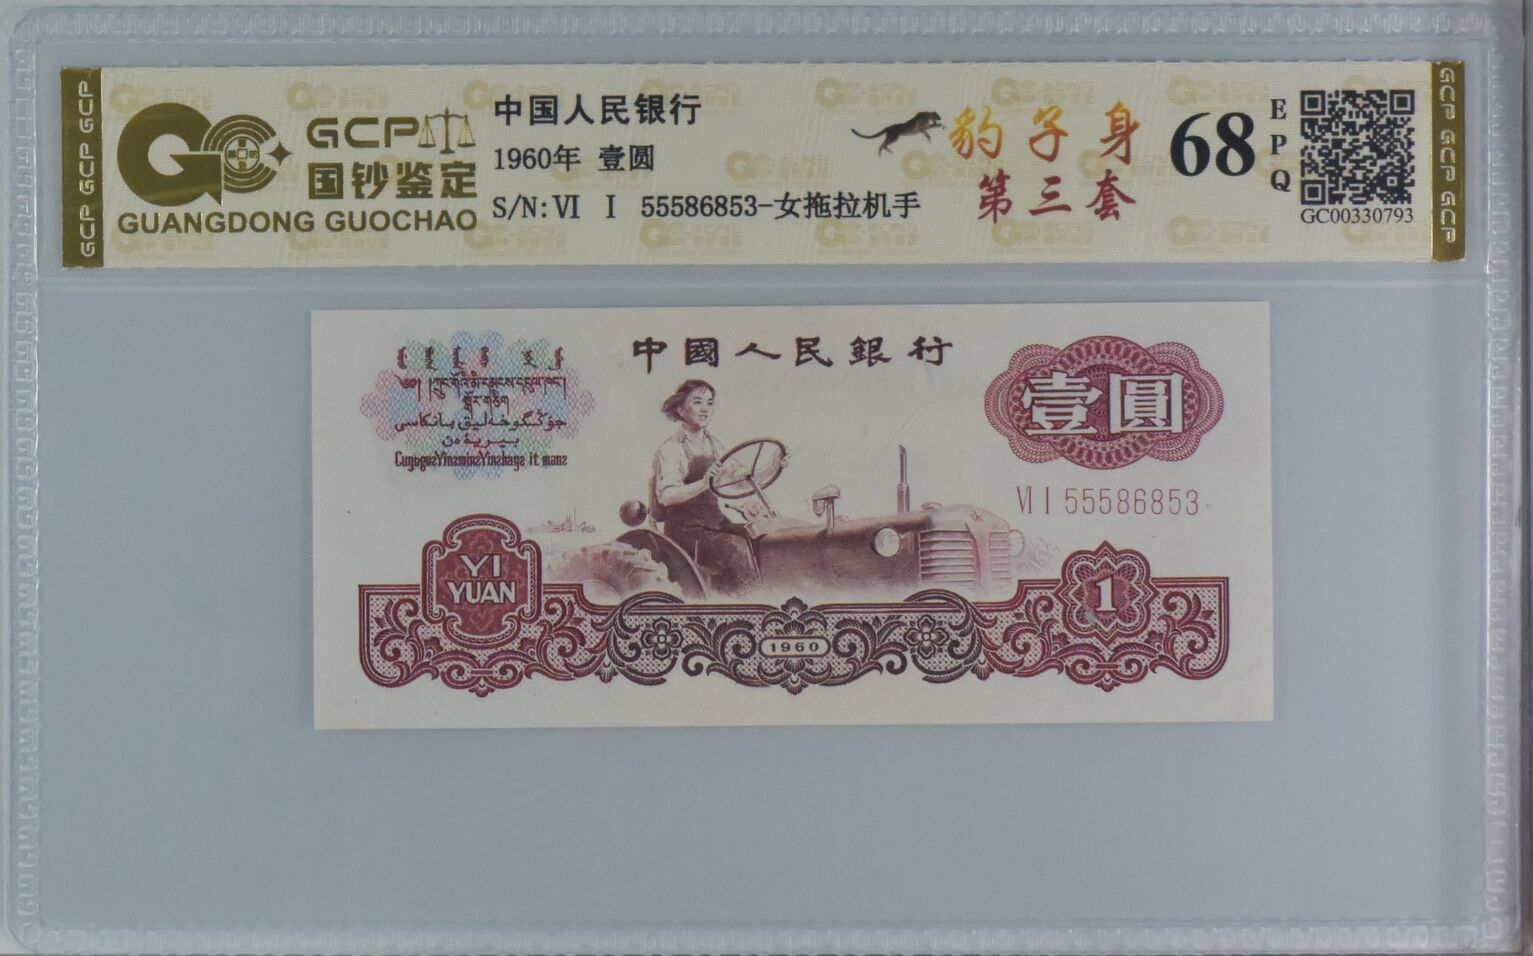 GCP GCP GCP
GCP
国钞鉴定
GUANGDONG GUOCHAO
中国人民银行
1960年 壹圆
S/N:Ⅵ Ⅰ 55586853-女拖拉机手
豹子身
第三套
68
EPQ
GC00330793
GCP GCP GCP
中國人民銀行
壹圓
Ⅵ Ⅰ 55586853
YI
YUAN
1960
1